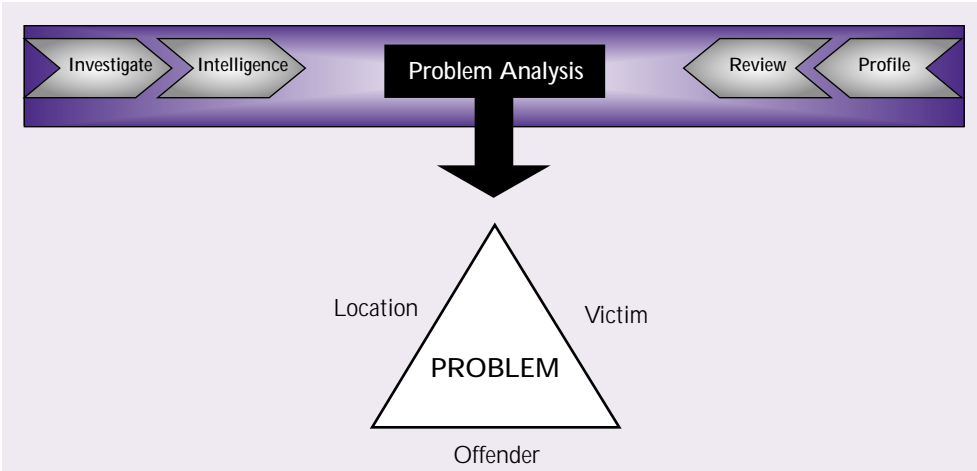 Investigate
Intelligence
Problem Analysis
Review
Profile
Location
Victim
PROBLEM
Offender